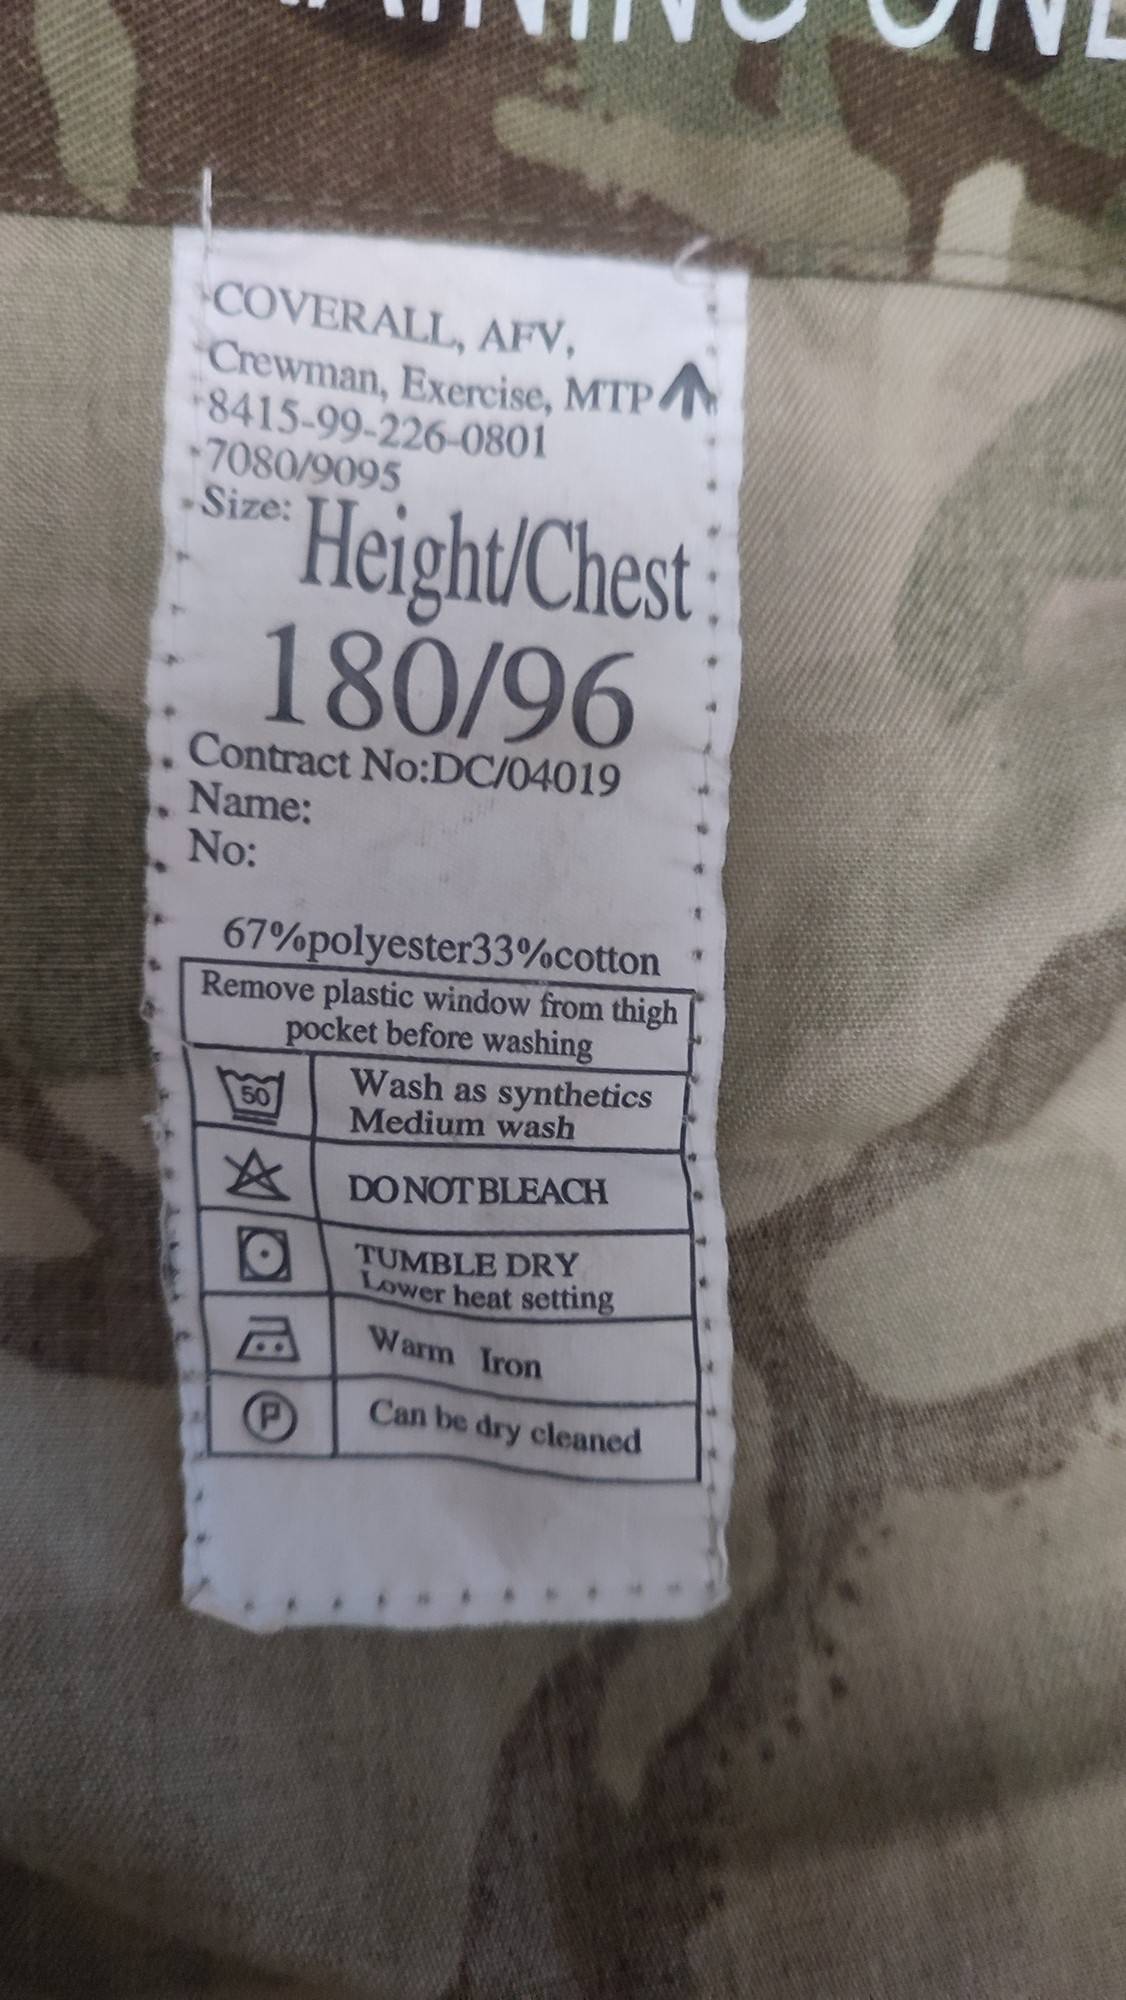 COVERALL, AFV,
Crewman, Exercise, MTP
8415-99-226-0801
7080/9095
Size: Height/Chest
180/96
Contract No:DC/04019
Name:
No:
67%polyester33%cotton
Remove plastic window from thigh
pocket before washing
50
Wash as synthetics
Medium wash
DO NOT BLEACH
TUMBLE DRY
Lower heat setting
Warm Iron
P
Can be dry cleaned